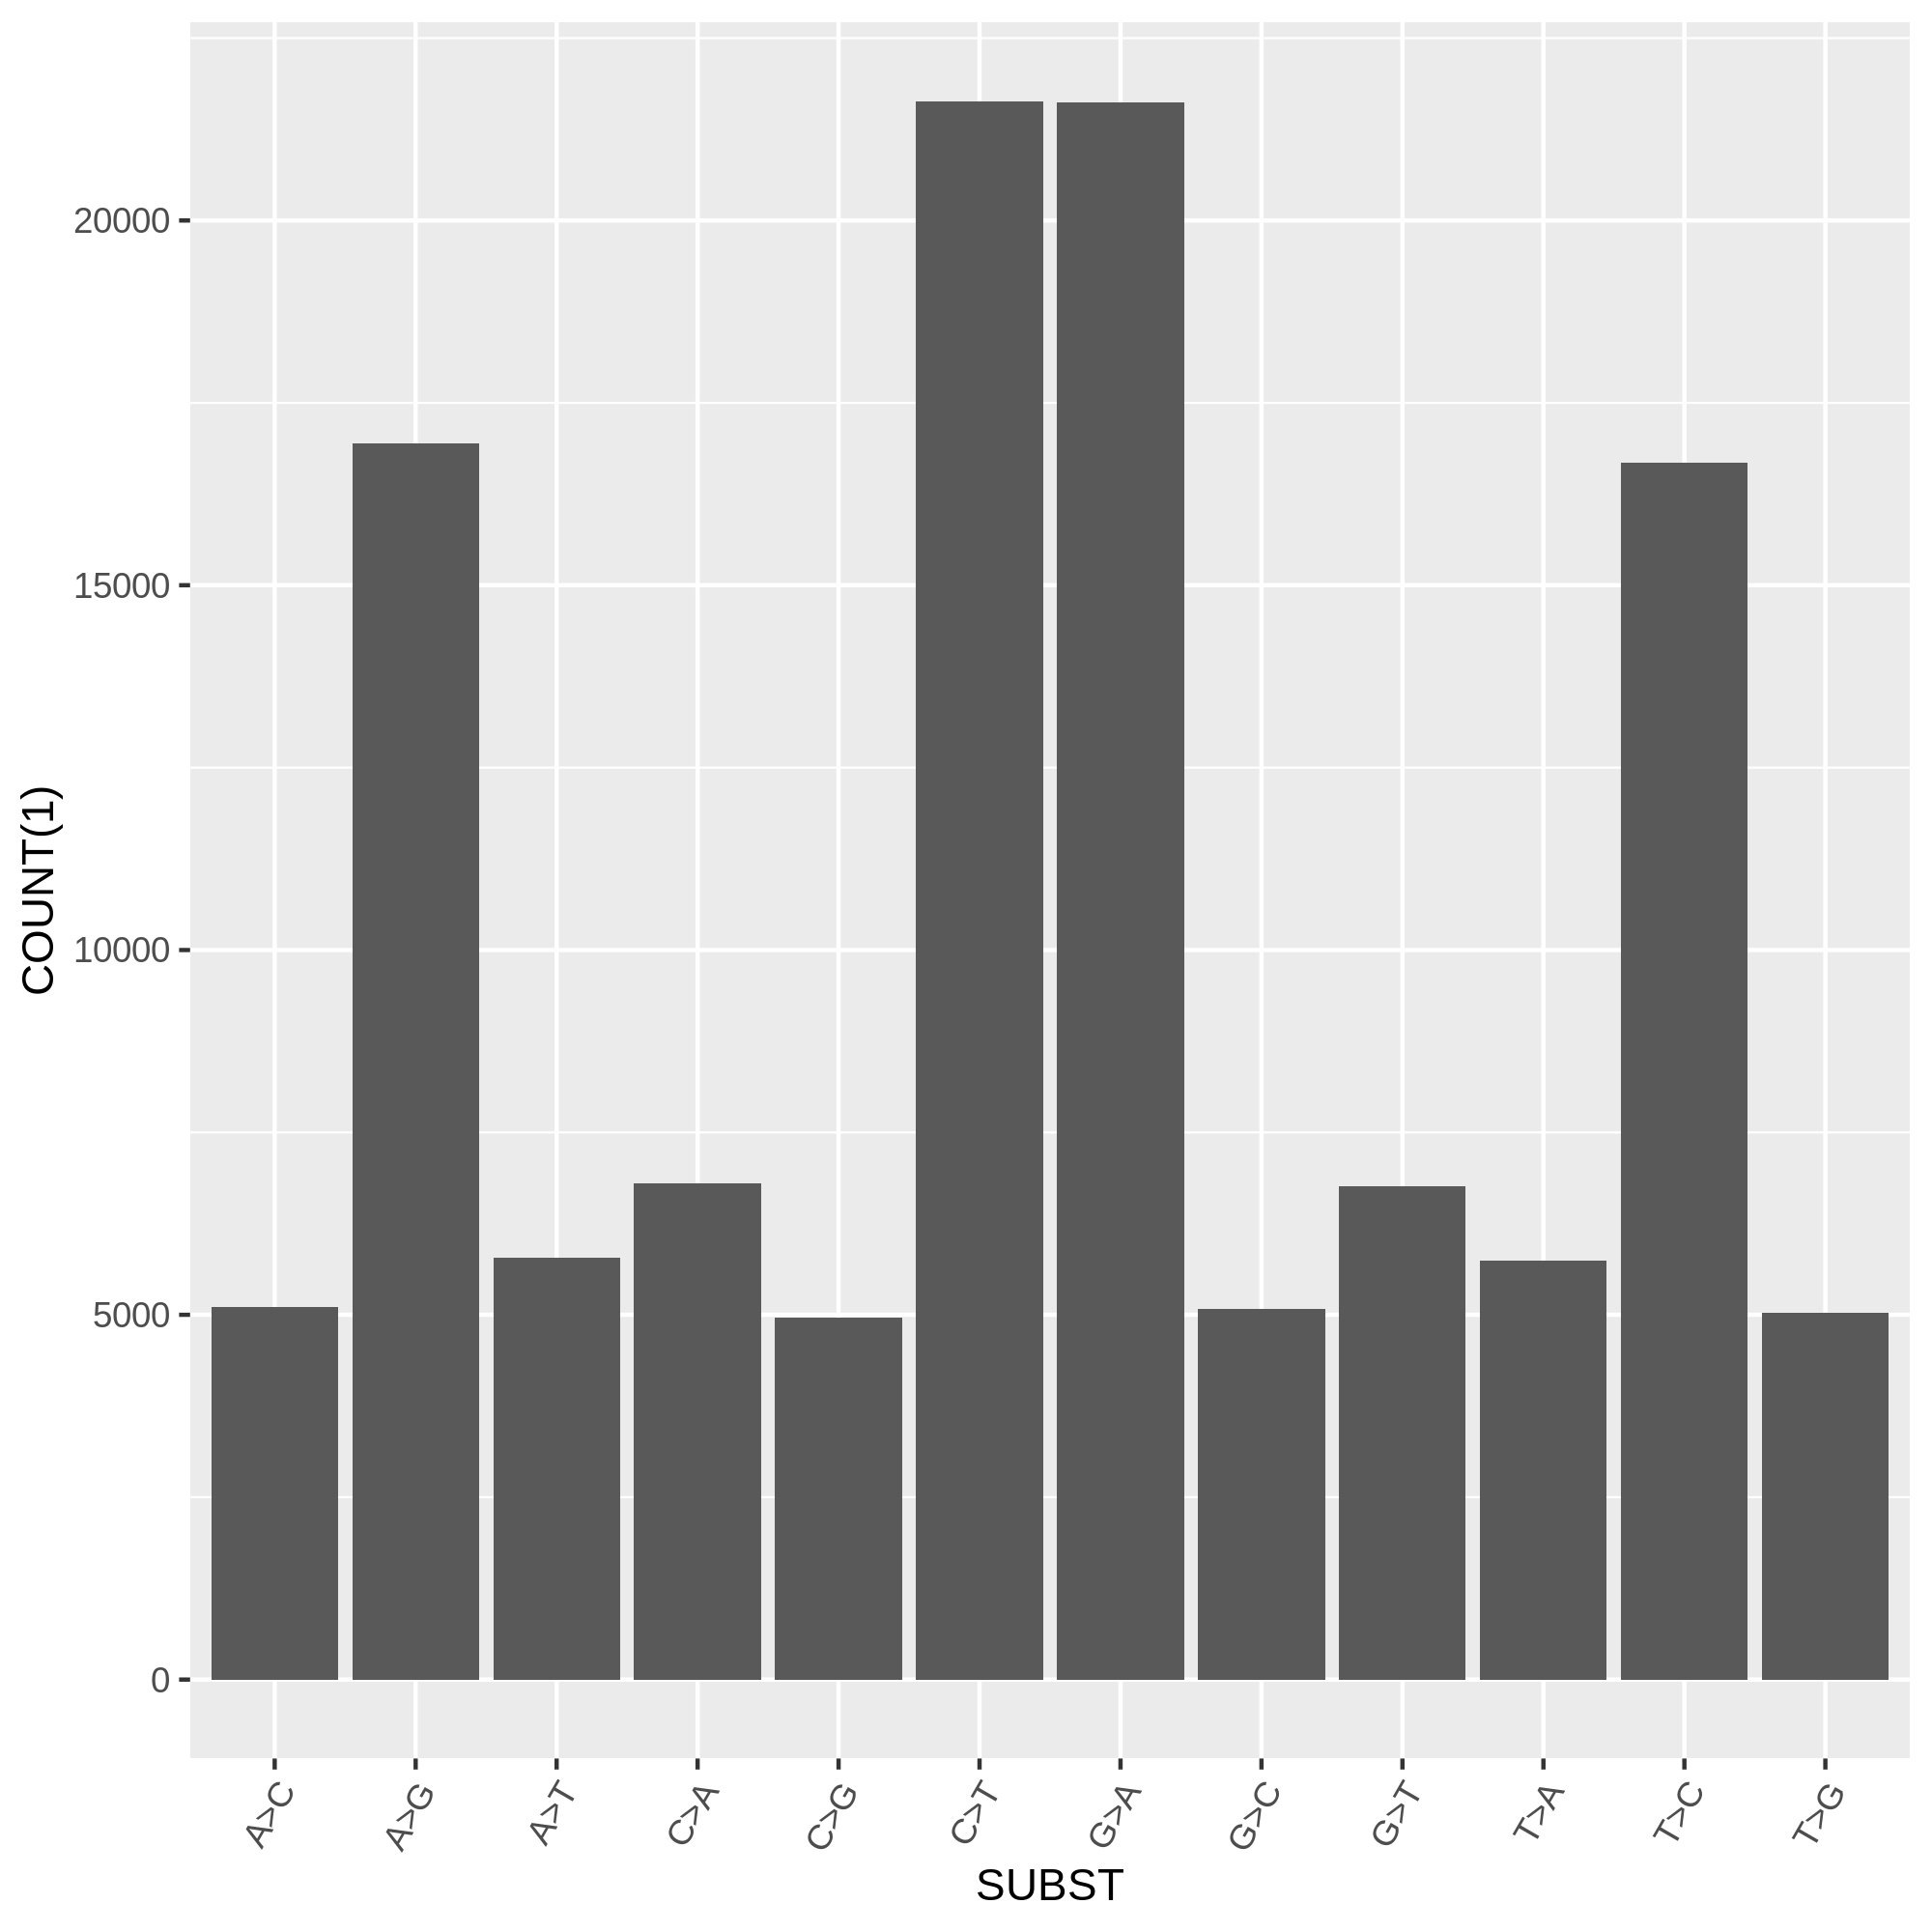 COUNT(1)
20000
15000
10000
5000
0
A>C
A>G
A>T
C>A
C>G
C>T
G>A
G>C
G>T
T>A
T>C
T>G
SUBST